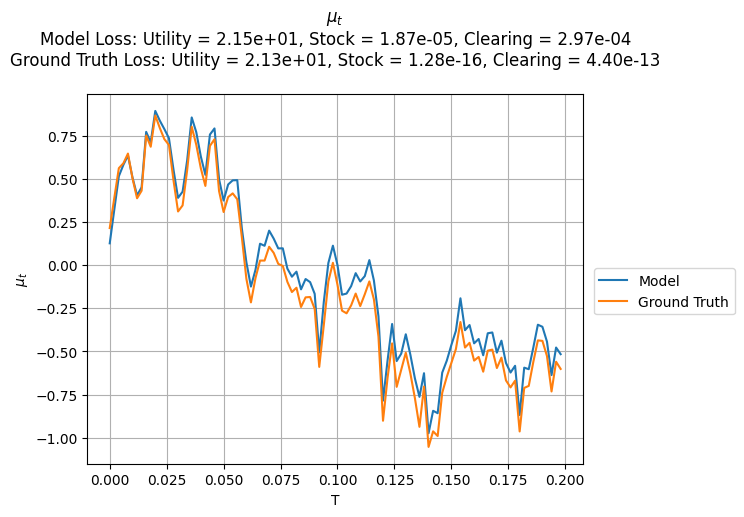 μt
Model Loss: Utility = 2.15e+01, Stock = 1.87e-05, Clearing = 2.97e-04
Ground Truth Loss: Utility = 2.13e+01, Stock = 1.28e-16, Clearing = 4.40e-13
0.75
0.50
0.25
0.00
−0.25
−0.50
−0.75
−1.00
μt
0.000
0.025
0.050
0.075
0.100
0.125
0.150
0.175
0.200
T
Model
Ground Truth